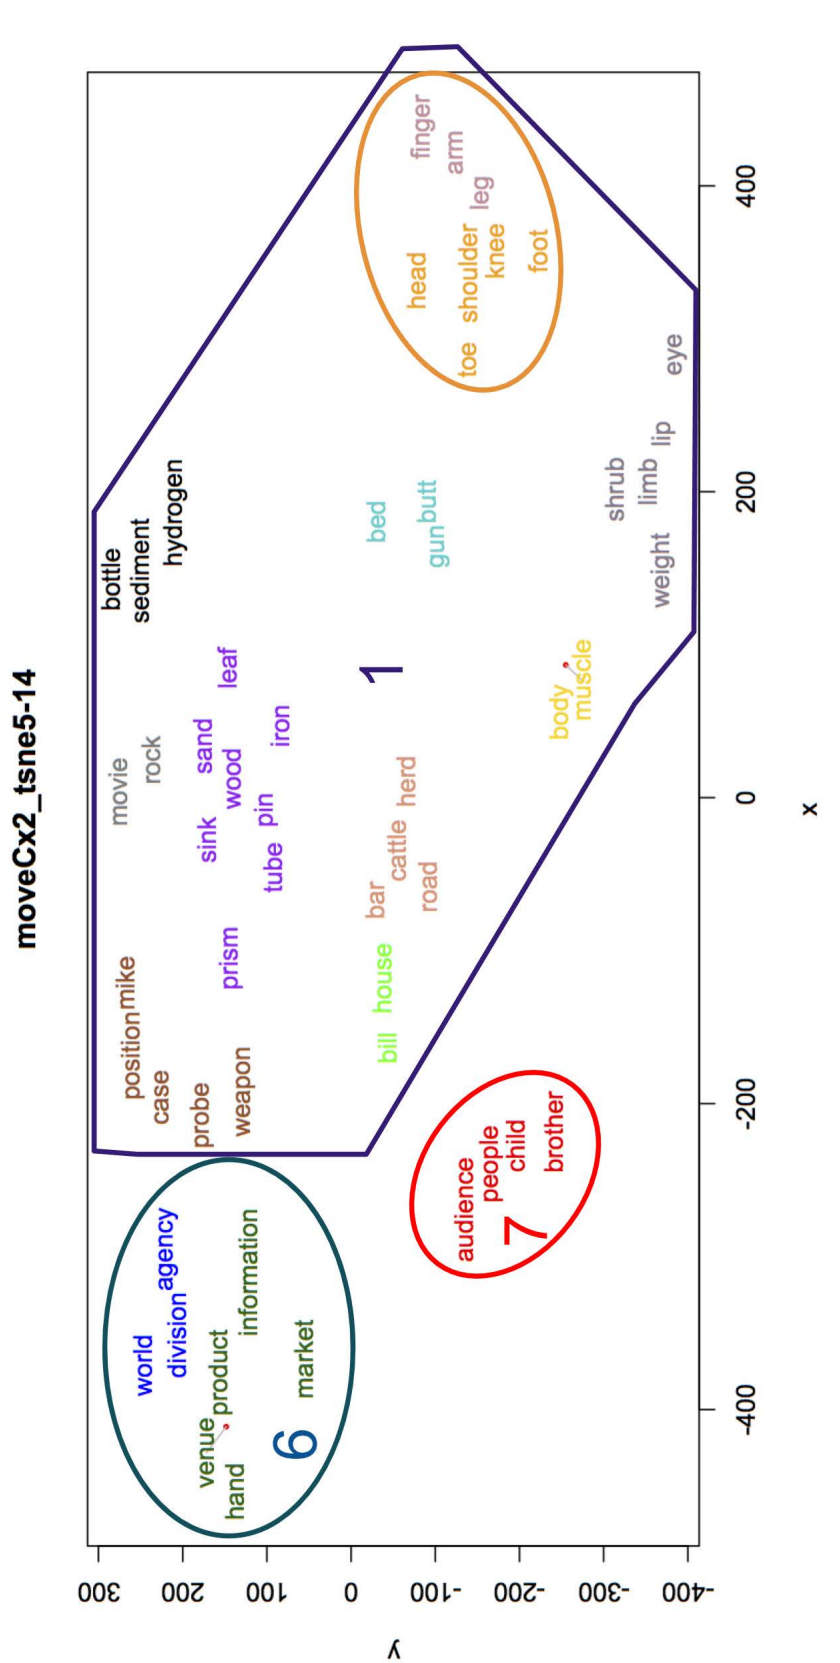 moveCx2_tsne5-14
world
division agency
venue product
hand
information
6
market
position mike
case
probe
weapon
prism
movie
rock
sink sand
wood leaf
pin
tube
iron
bottle
sediment
hydrogen
bill house
bar
cattle herd
road
1
bed
gun butt
head
finger
arm
leg
toe shoulder
knee
foot
audience
people
child
7
brother
body
muscle
shrub
limb lip
weight
eye
300
200
100
0
-100
-200
-300
-400
y
-400
-200
0
200
400
x